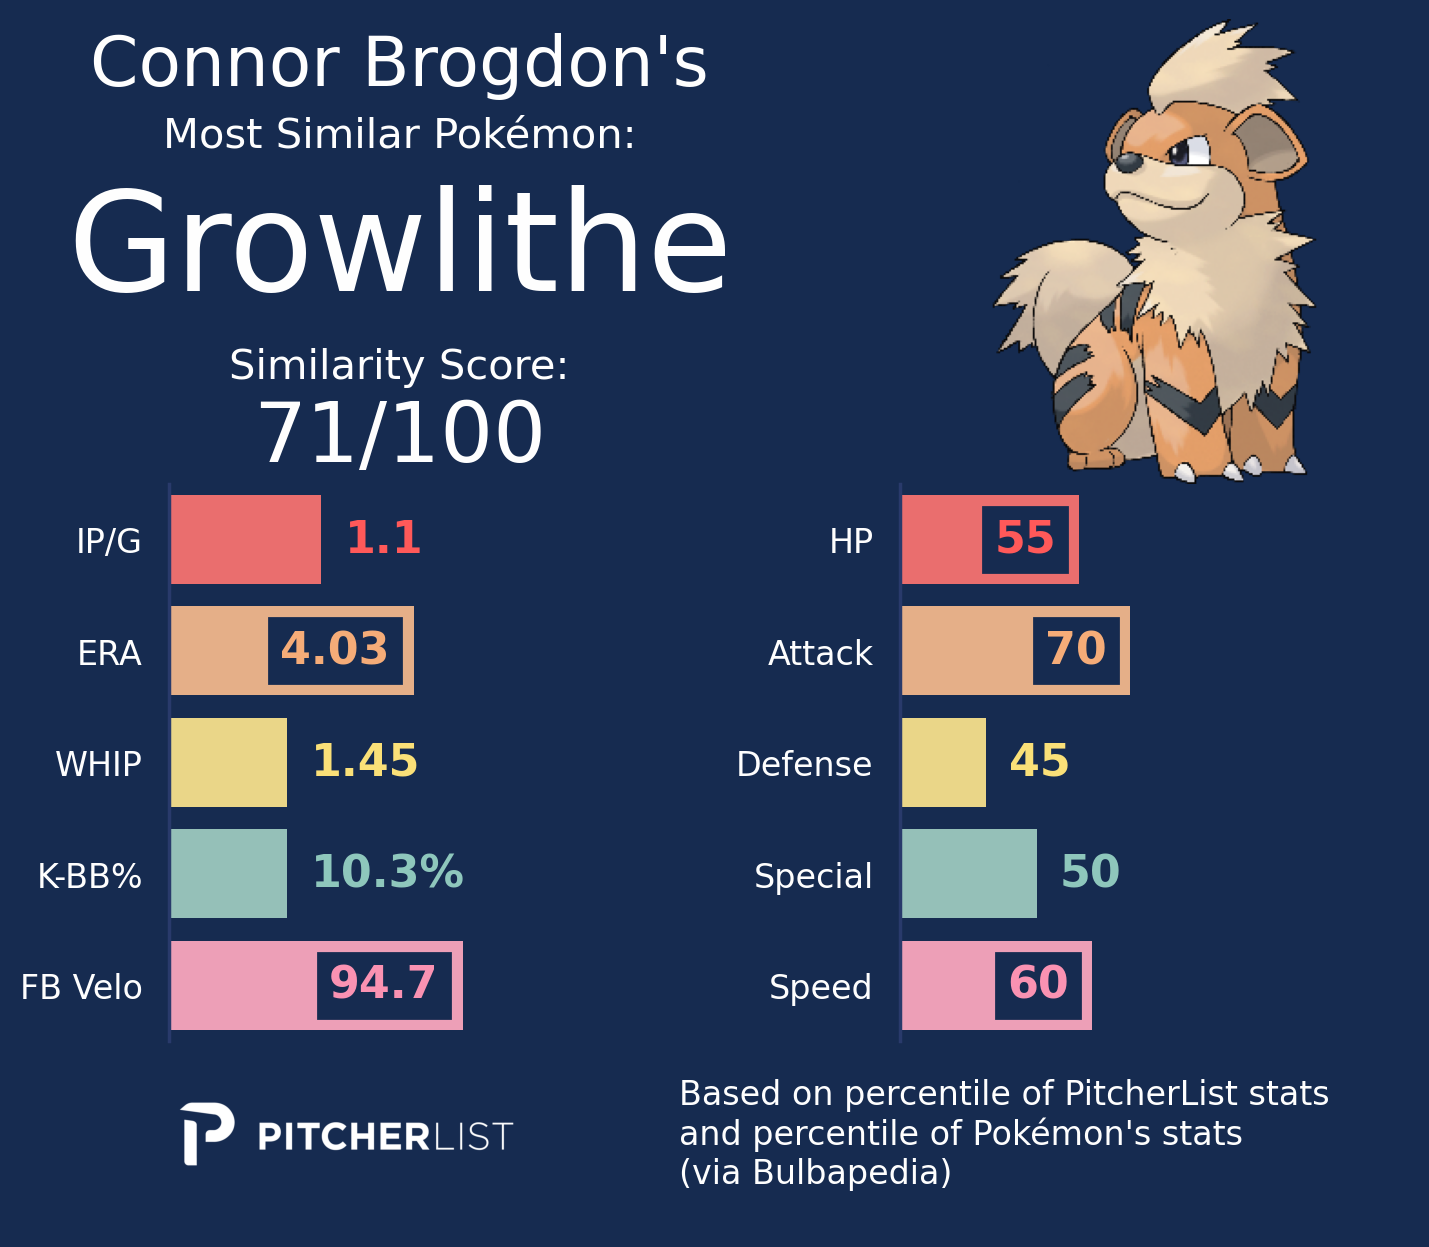 Connor Brogdon's
Most Similar Pokémon:
Growlithe
Similarity Score:
71/100
IP/G 1.1
ERA 4.03
WHIP 1.45
K-BB% 10.3%
FB Velo 94.7
HP 55
Attack 70
Defense 45
Special 50
Speed 60
PITCHERLIST
Based on percentile of PitcherList stats
and percentile of Pokémon's stats
(via Bulbapedia)